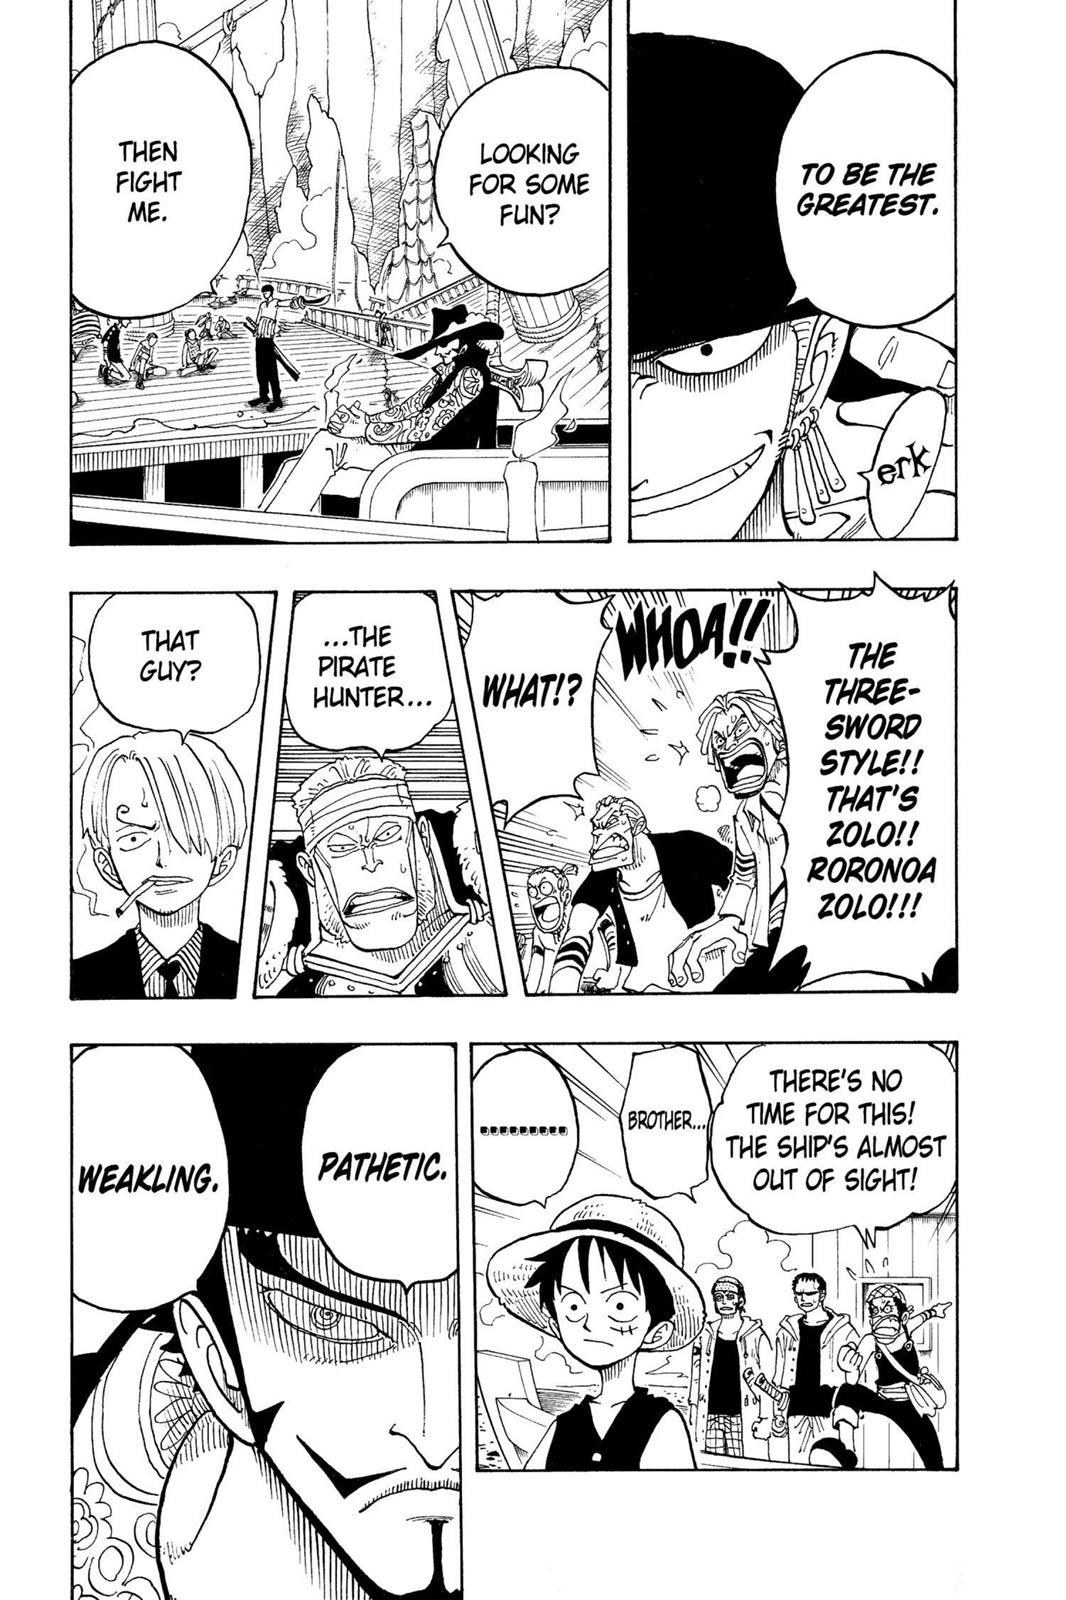 TO BE THE
GREATEST.
erk
LOOKING
FOR SOME
FUN?
THEN
FIGHT
ME.
THE
THREE-
SWORD
STYLE!!
THAT'S
ZOLO!!
RORONOA
ZOLO!!!
WHOA!!
WHAT!?
...THE
PIRATE
HUNTER...
THAT
GUY?
THERE'S NO
TIME FOR THIS!
THE SHIP'S ALMOST
OUT OF SIGHT!
BROTHER...
.........
PATHETIC.
WEAKLING.